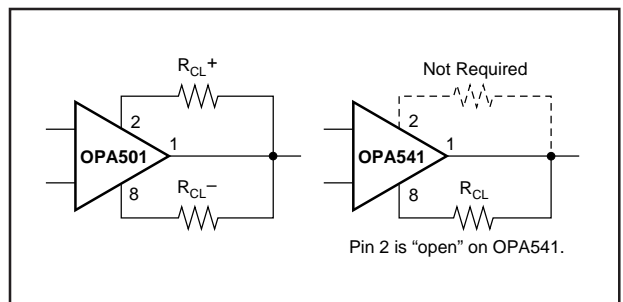 R_CL+
2
OPA501
1
8
R_CL–
Not Required
2
OPA541
1
8
R_CL
Pin 2 is “open” on OPA541.